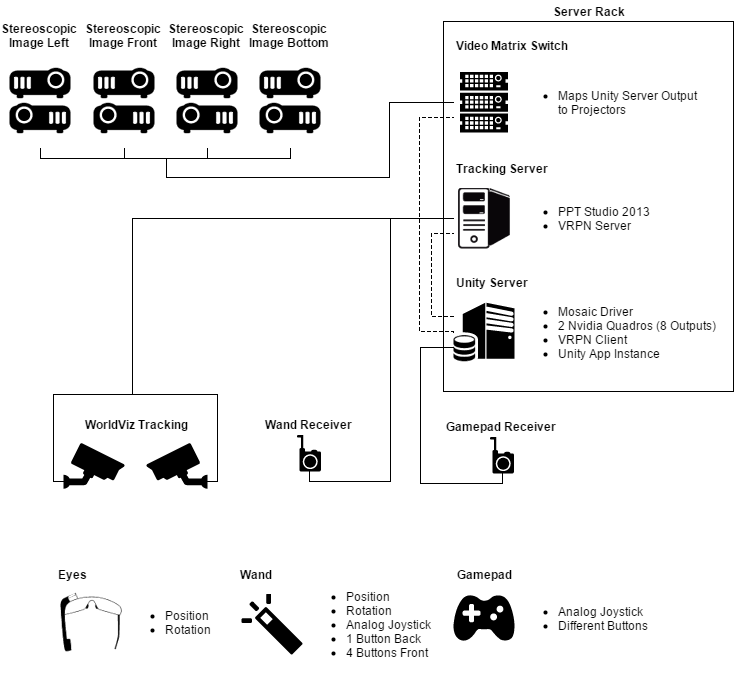 Server Rack
Stereoscopic
Image Left
Stereoscopic
Image Front
Stereoscopic
Image Right
Stereoscopic
Image Bottom
Video Matrix Switch
Maps Unity Server Output
to Projectors
Tracking Server
PPT Studio 2013
VRPN Server
Unity Server
Mosaic Driver
2 Nvidia Quadros (8 Outputs)
VRPN Client
Unity App Instance
WorldViz Tracking
Wand Receiver
Gamepad Receiver
Eyes
Position
Rotation
Wand
Position
Rotation
Analog Joystick
1 Button Back
4 Buttons Front
Gamepad
Analog Joystick
Different Buttons